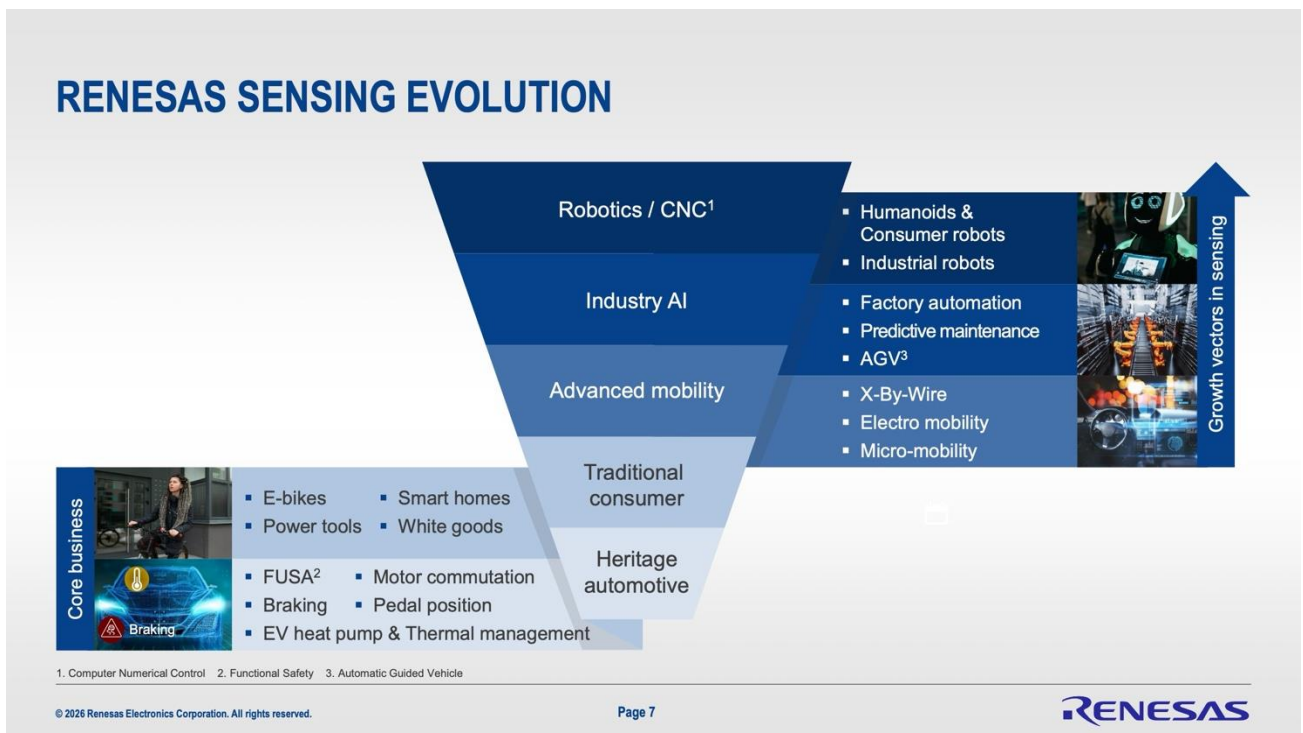 RENESAS SENSING EVOLUTION
Robotics / CNC¹
▪ Humanoids &
Consumer robots
▪ Industrial robots
Industry AI
▪ Factory automation
▪ Predictive maintenance
▪ AGV³
Advanced mobility
▪ X-By-Wire
▪ Electro mobility
▪ Micro-mobility
Growth vectors in sensing
Core business
▪ E-bikes
▪ Smart homes
▪ Power tools
▪ White goods
Traditional
consumer
▪ FUSA²
▪ Motor commutation
▪ Braking
▪ Pedal position
▪ EV heat pump & Thermal management
Braking
Heritage
automotive
1. Computer Numerical Control 2. Functional Safety 3. Automatic Guided Vehicle
© 2026 Renesas Electronics Corporation. All rights reserved.
Page 7
RENESAS